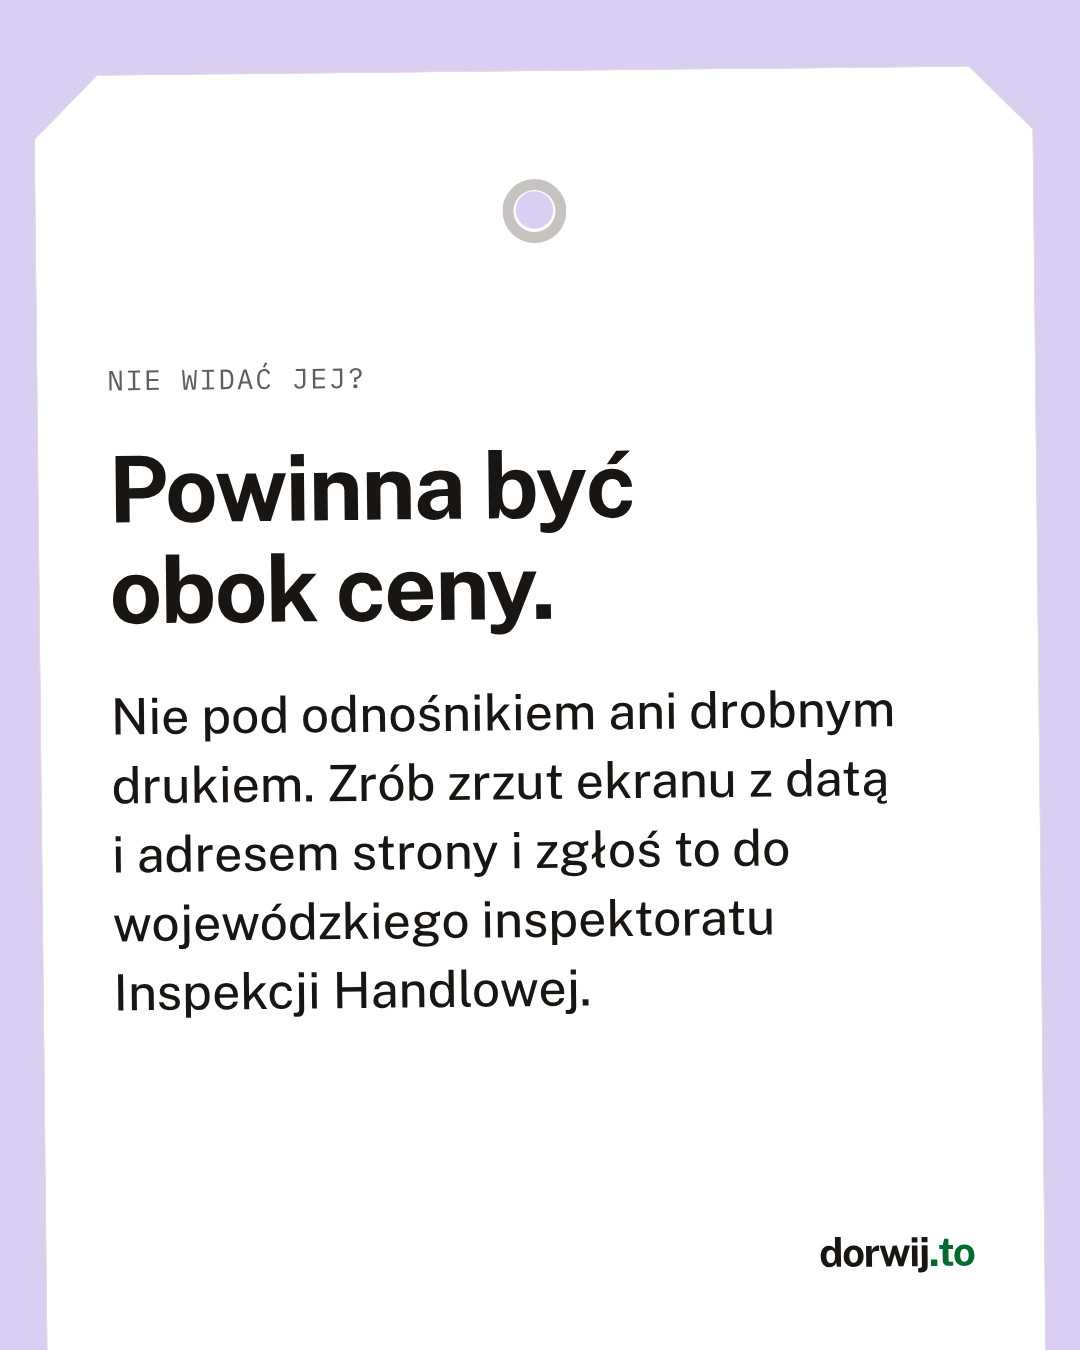 NIE WIDAĆ JEJ?
Powinna być
obok ceny.
Nie pod odnośnikiem ani drobnym
drukiem. Zrób zrzut ekranu z datą
i adresem strony i zgłoś to do
wojewódzkiego inspektoratu
Inspekcji Handlowej.
dorwij.to